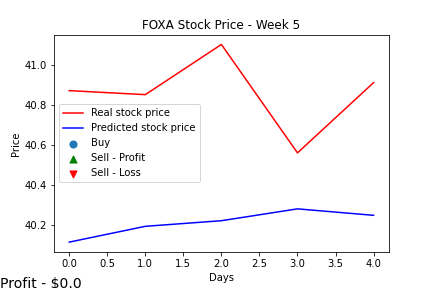 FOXA Stock Price - Week 5
Price
41.0
40.8
40.6
40.4
40.2
Real stock price
Predicted stock price
Buy
Sell - Profit
Sell - Loss
0.0 0.5 1.0 1.5 2.0 2.5 3.0 3.5 4.0
Days
Profit - $0.0